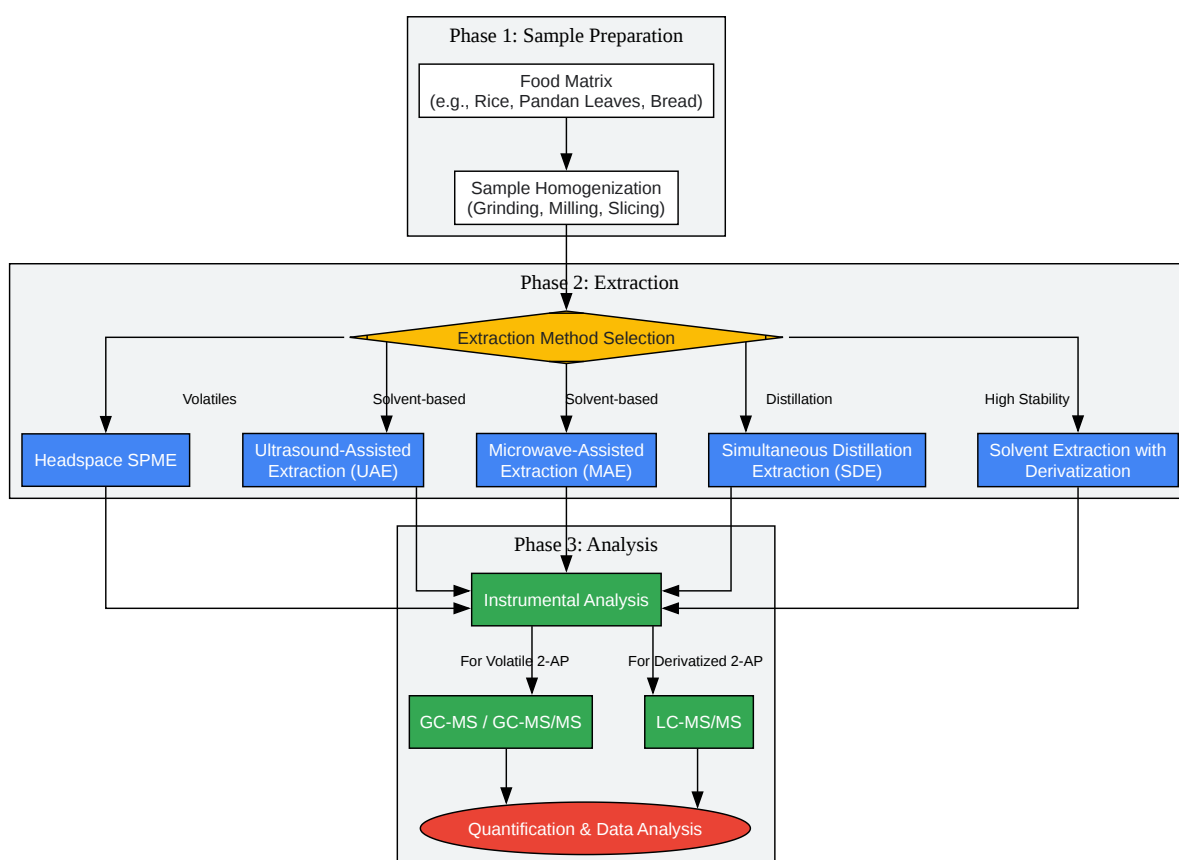 Phase 1: Sample Preparation
Food Matrix
(e.g., Rice, Pandan Leaves, Bread)
Sample Homogenization
(Grinding, Milling, Slicing)
Phase 2: Extraction
Extraction Method Selection
Volatiles
Solvent-based
Solvent-based
Distillation
High Stability
Headspace SPME
Ultrasound-Assisted
Extraction (UAE)
Microwave-Assisted
Extraction (MAE)
Simultaneous Distillation
Extraction (SDE)
Solvent Extraction with
Derivatization
Phase 3: Analysis
Instrumental Analysis
For Volatile 2-AP
For Derivatized 2-AP
GC-MS / GC-MS/MS
LC-MS/MS
Quantification & Data Analysis